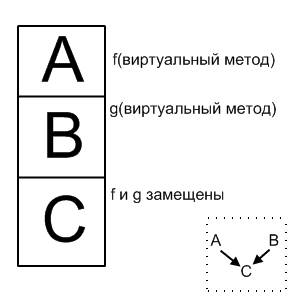 A
f(виртуальный метод)
g(виртуальный метод)
B
f и g замещены
C
A B
C